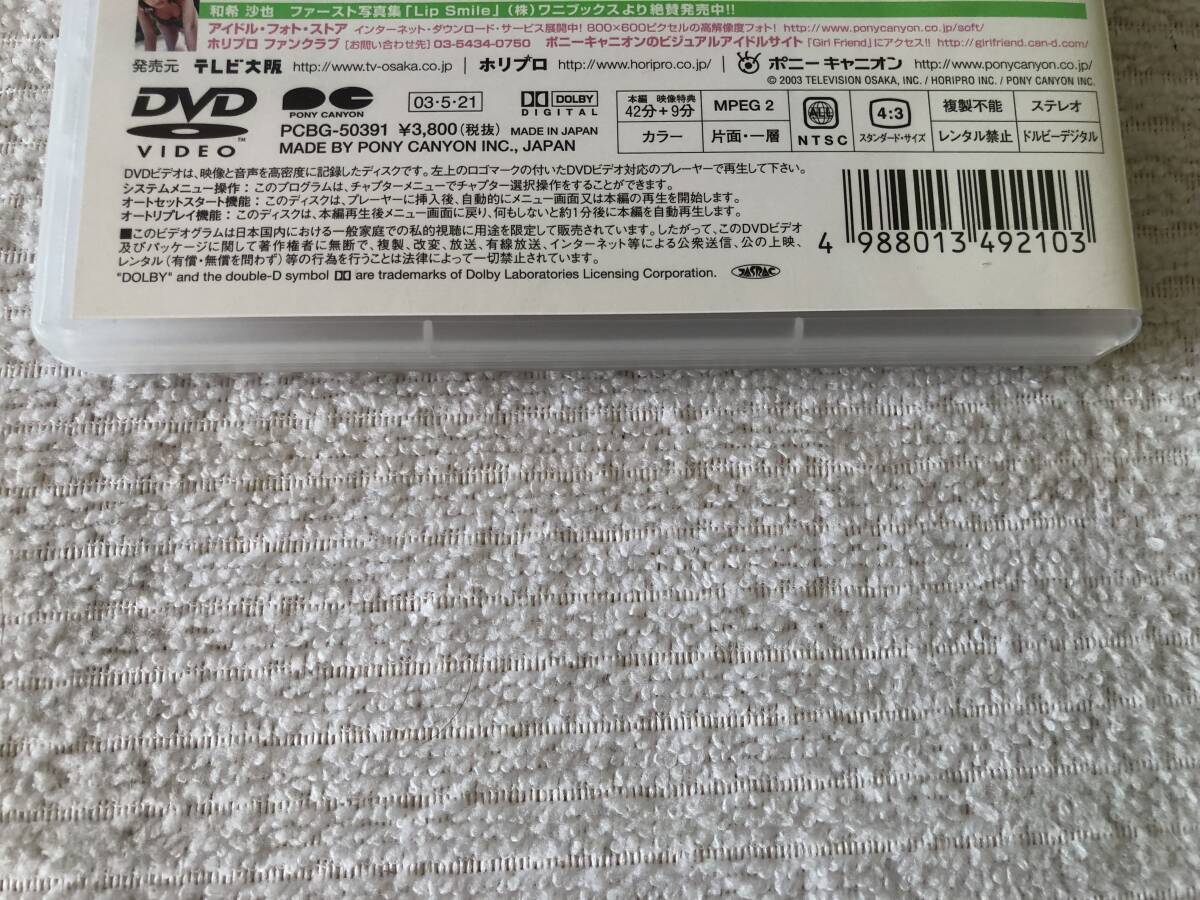 和希 沙也 ファースト写真集「Lip Smile」(株)ワニブックスより絶賛発売中!!
アイドル・フォト・ストア インターネット・ダウンロード・サービス展開中! 800×600ピクセルの高解像度フォト! http://www.ponycanyon.co.jp/soft/
ホリプロ ファンクラブ [お問い合わせ先] 03-5434-0750 ポニーキャニオンのビジュアルアイドルサイト「Girl Friend」にアクセス!! http://girlfriend.can-d.com/
発売元 テレビ大阪 http://www.tv-osaka.co.jp | ホリプロ http://www.horipro.co.jp/ | ポニー キャニオン http://www.ponycanyon.co.jp/
© 2003 TELEVISION OSAKA, INC. / HORIPRO INC. / PONY CANYON INC.
DVD VIDEO
PONY CANYON
03・5・21
DOLBY DIGITAL
PCBG-50391 ¥3,800(税抜) MADE IN JAPAN
MADE BY PONY CANYON INC., JAPAN
本編 映像特典
42分+9分
MPEG 2
カラー
片面・一層
ALL
NTSC
4:3
スタンダード・サイズ
複製不能
ステレオ
レンタル禁止
ドルビーデジタル
DVDビデオは、映像と音声を高密度に記録したディスクです。左上のロゴマークの付いたDVDビデオ対応のプレーヤーで再生して下さい。
システムメニュー操作：このプログラムは、チャプターメニューでチャプター選択操作をすることができます。
オートセットスタート機能：このディスクは、プレーヤーに挿入後、自動的にメニュー画面又は本編の再生を開始します。
オートリプレイ機能：このディスクは、本編再生後メニュー画面に戻り、何もしないと約1分後に本編を自動再生します。
■このビデオグラムは日本国内における一般家庭での私的視聴に用途を限定して販売されています。したがって、このDVDビデオ
及びパッケージに関して著作権者に無断で、複製、改変、放送、有線放送、インターネット等による公衆送信、公の上映、
レンタル(有償・無償を問わず)等の行為を行うことは法律によって一切禁止されています。
"DOLBY" and the double-D symbol are trademarks of Dolby Laboratories Licensing Corporation.
JASRAC
4 988013 492103